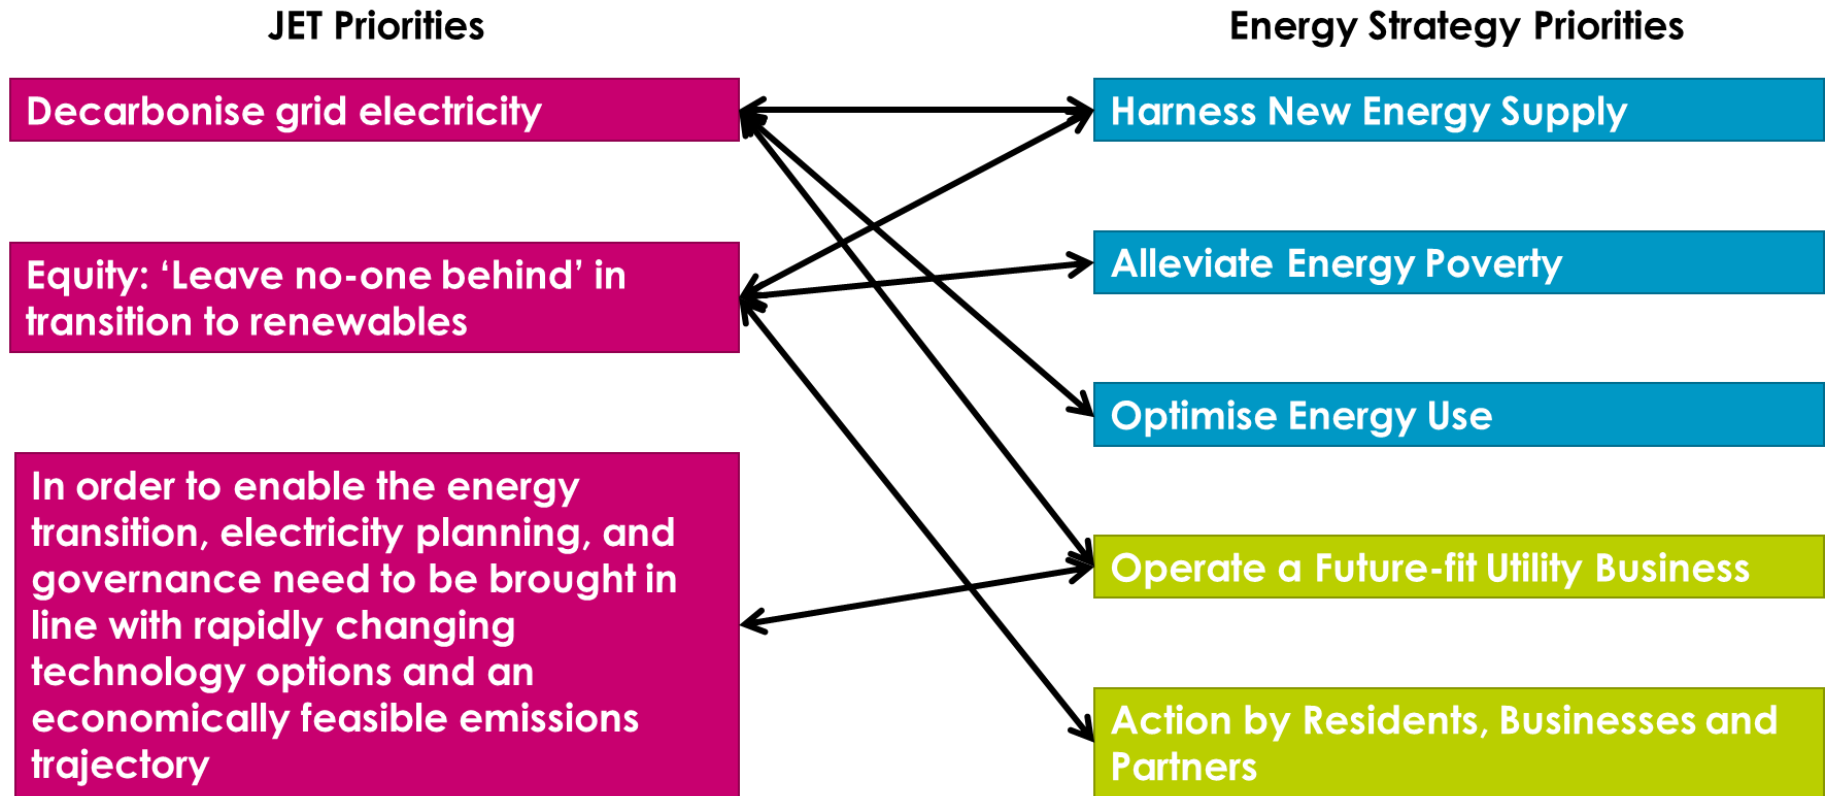 JET Priorities
Energy Strategy Priorities
Decarbonise grid electricity
Equity: ‘Leave no-one behind’ in
transition to renewables
In order to enable the energy
transition, electricity planning, and
governance need to be brought in
line with rapidly changing
technology options and an
economically feasible emissions
trajectory
Harness New Energy Supply
Alleviate Energy Poverty
Optimise Energy Use
Operate a Future-fit Utility Business
Action by Residents, Businesses and
Partners